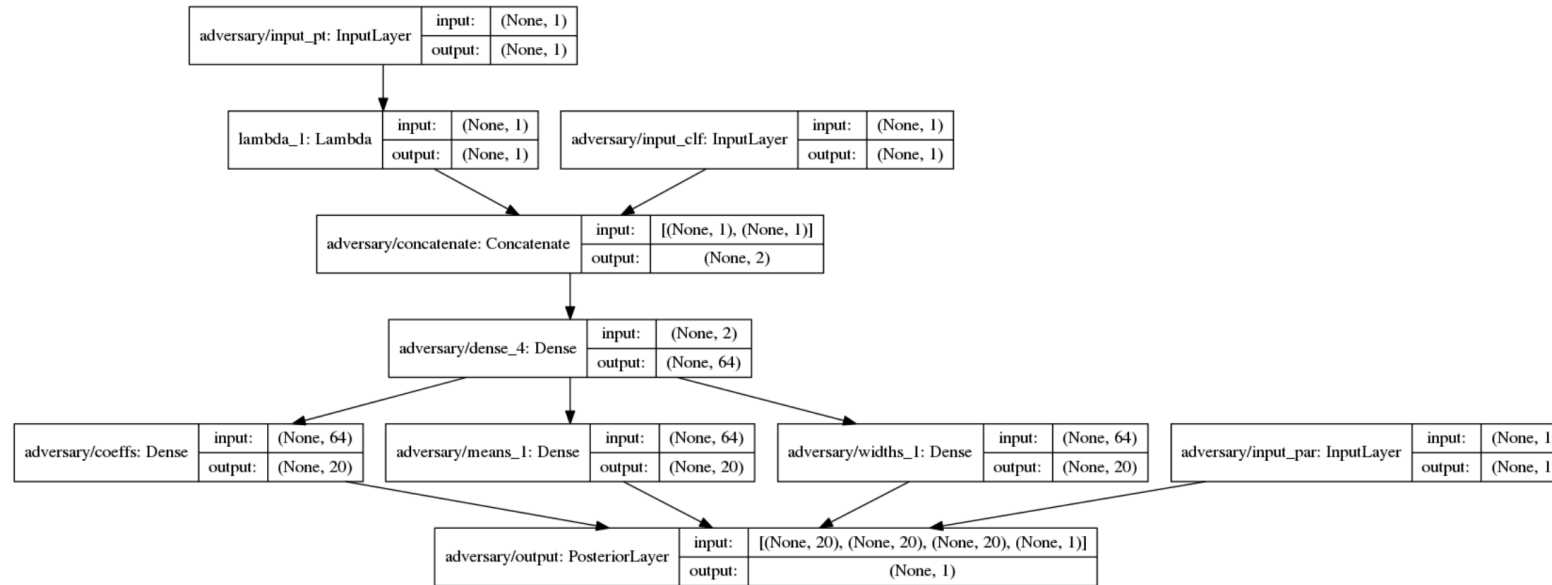 adversary/input_pt: InputLayer
input: (None, 1)
output: (None, 1)
lambda_1: Lambda
input: (None, 1)
output: (None, 1)
adversary/input_clf: InputLayer
input: (None, 1)
output: (None, 1)
adversary/concatenate: Concatenate
input: [(None, 1), (None, 1)]
output: (None, 2)
adversary/dense_4: Dense
input: (None, 2)
output: (None, 64)
adversary/coeffs: Dense
input: (None, 64)
output: (None, 20)
adversary/means_1: Dense
input: (None, 64)
output: (None, 20)
adversary/widths_1: Dense
input: (None, 64)
output: (None, 20)
adversary/input_par: InputLayer
input: (None, 1
output: (None, 1
adversary/output: PosteriorLayer
input: [(None, 20), (None, 20), (None, 20), (None, 1)]
output: (None, 1)